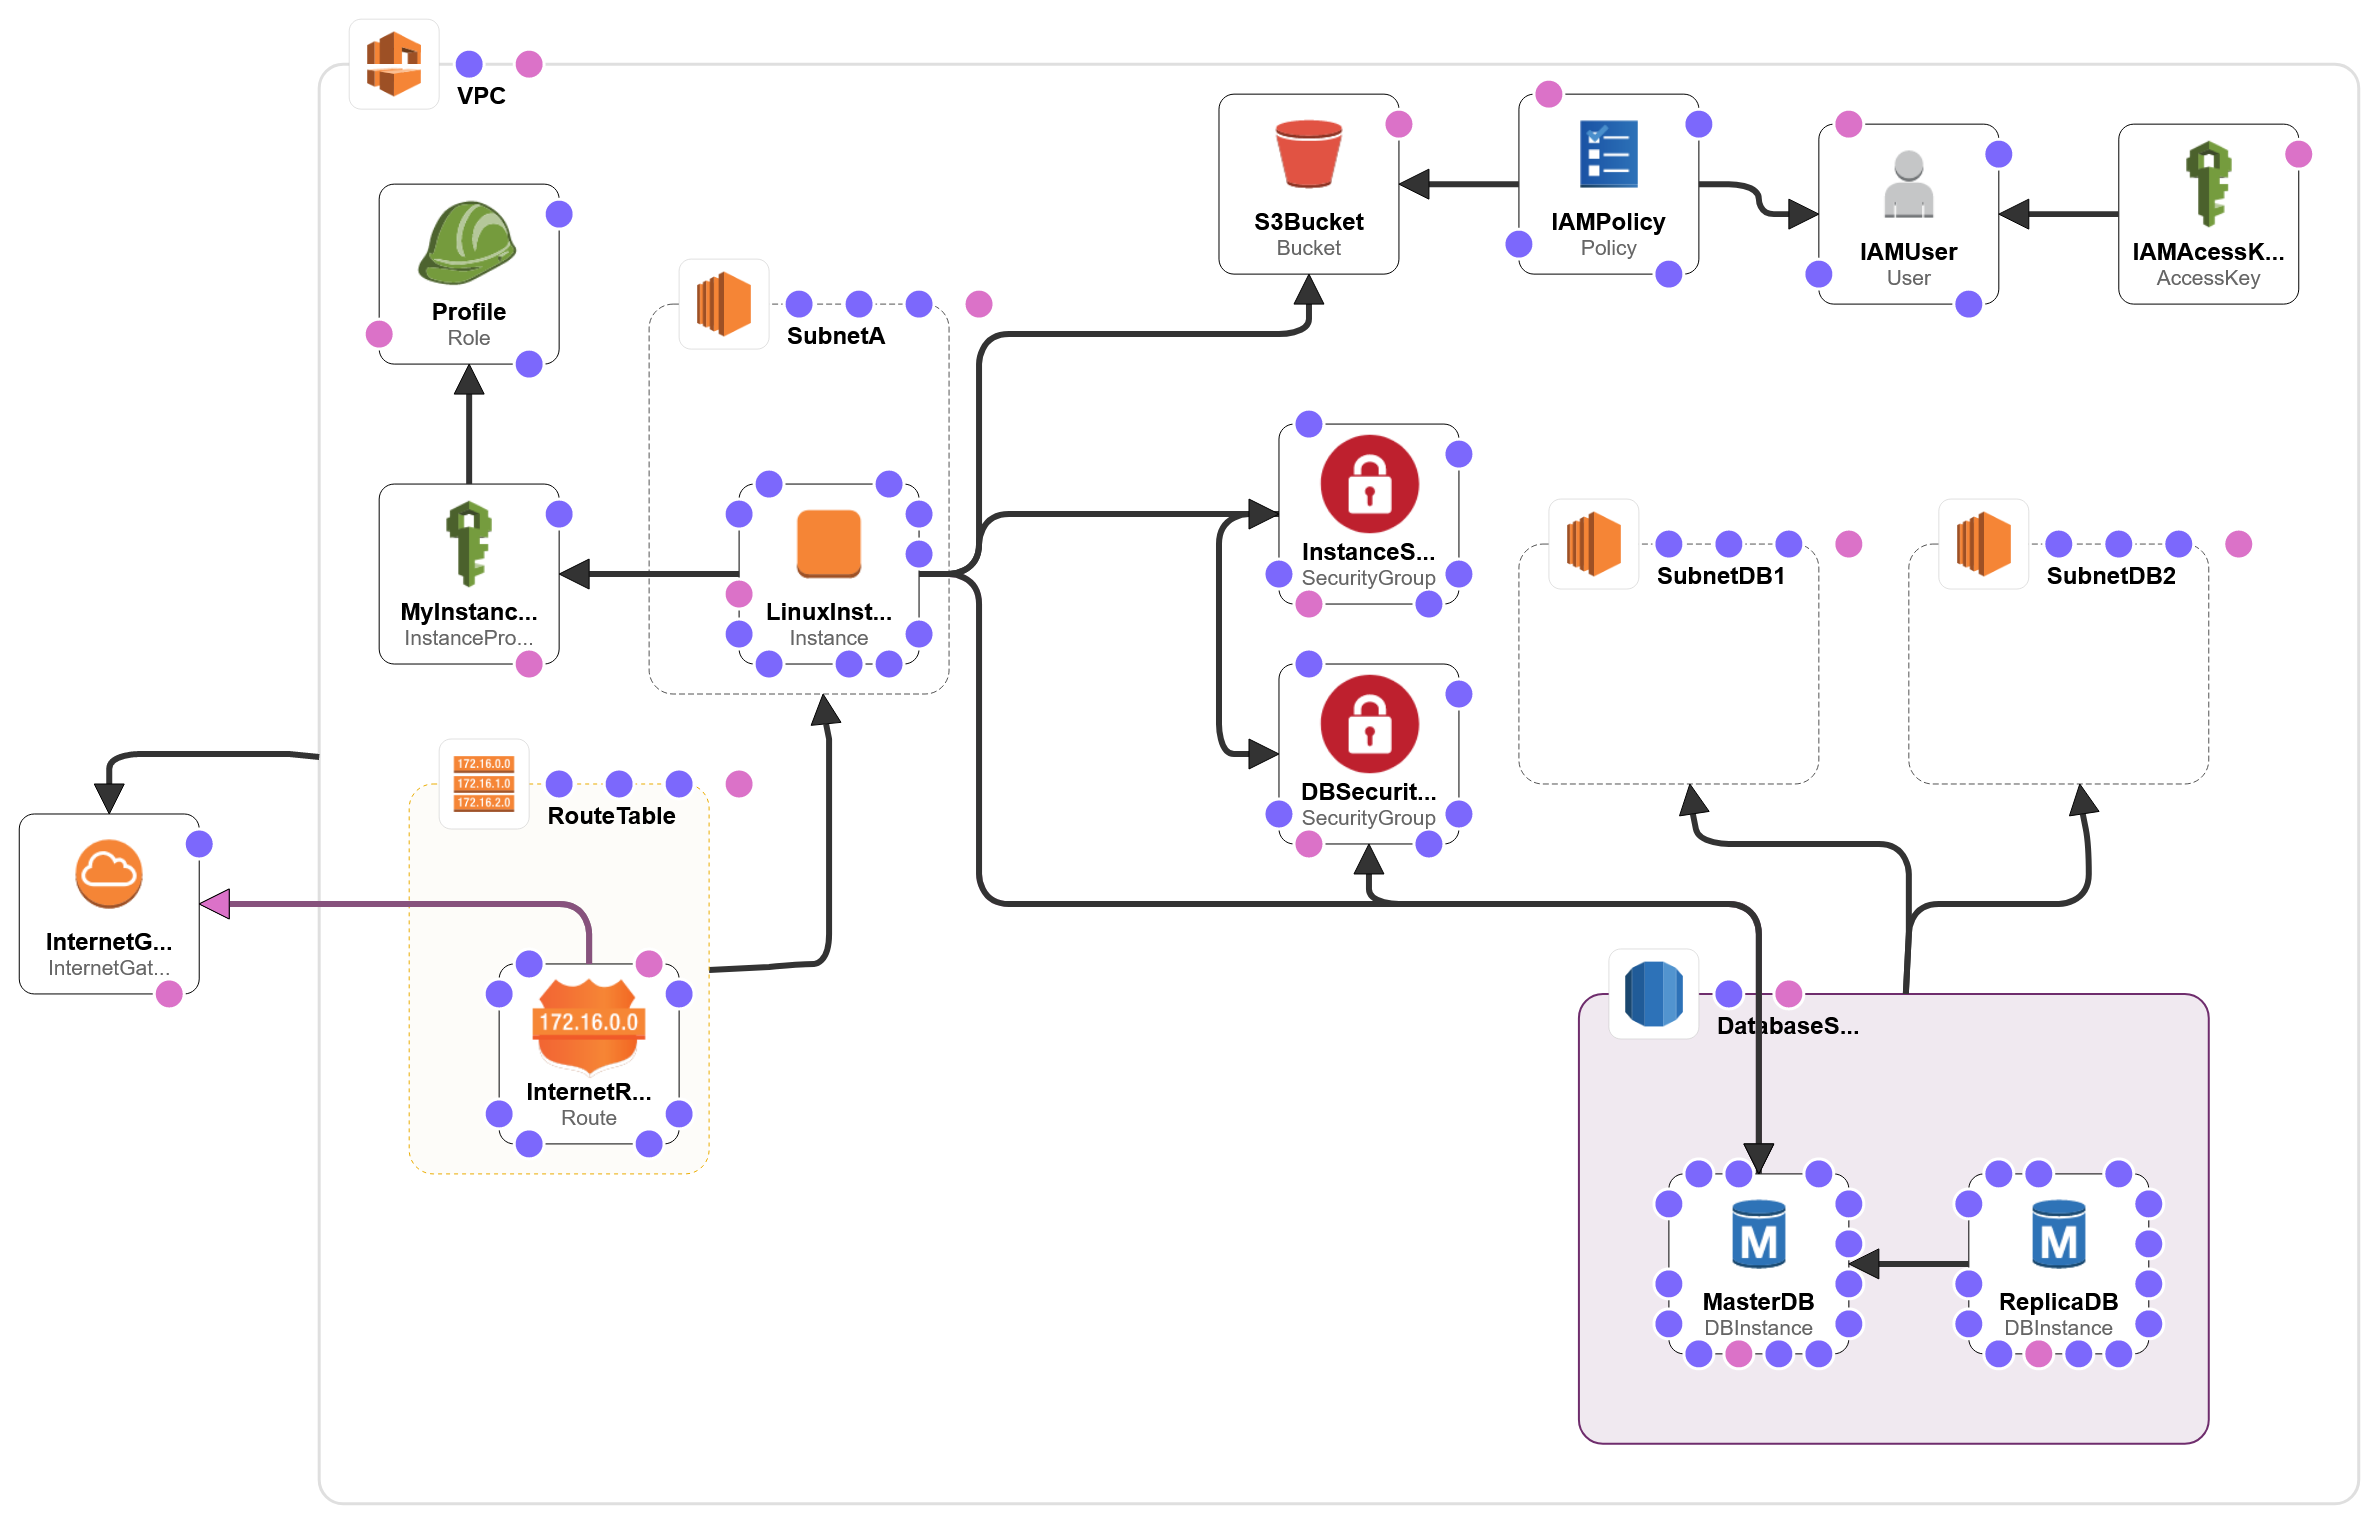 VPC
S3Bucket
Bucket
IAMPolicy
Policy
IAMUser
User
IAMAcessK...
AccessKey
Profile
Role
SubnetA
MyInstanc...
InstancePro...
LinuxInst...
Instance
InstanceS...
SecurityGroup
SubnetDB1
SubnetDB2
DBSecurit...
SecurityGroup
172.16.0.0
172.16.1.0
172.16.2.0
RouteTable
InternetG...
InternetGat...
172.16.0.0
InternetR...
Route
DatabaseS...
M
MasterDB
DBInstance
M
ReplicaDB
DBInstance